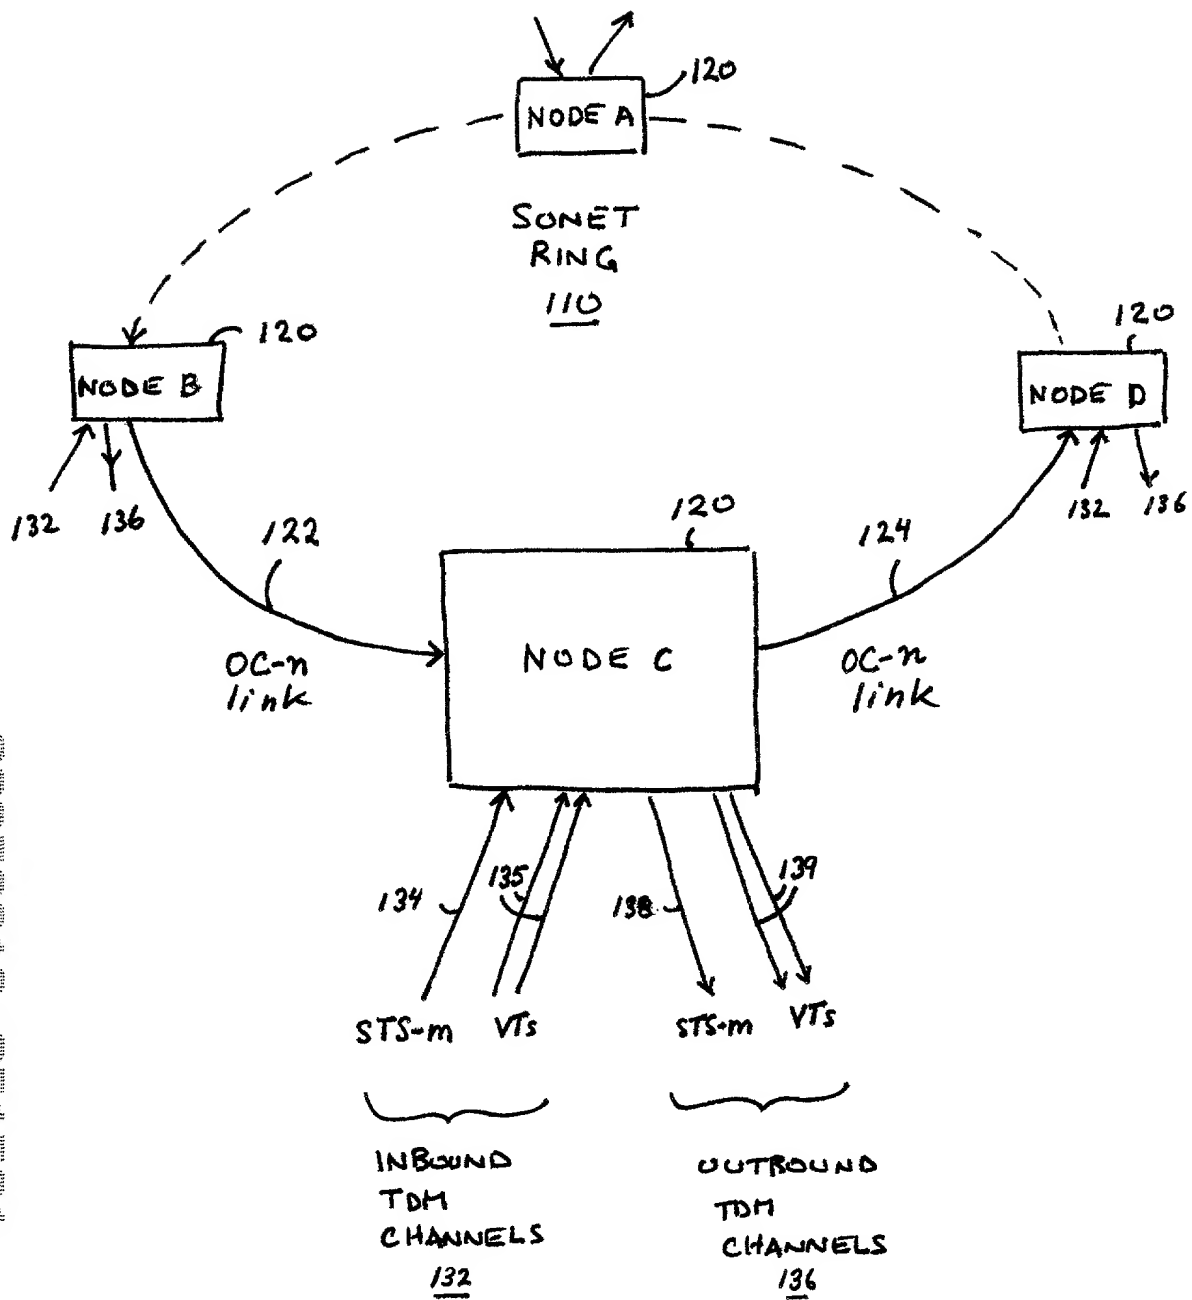 120
NODE A
SONET
RING
110
120
NODE B
132
136
120
NODE D
132
136
122
OC-n
link
120
NODE C
124
OC-n
link
134
135
138
139
STS-m
VTs
STS-m
VTs
INBOUND
TDM
CHANNELS
132
OUTBOUND
TDM
CHANNELS
136